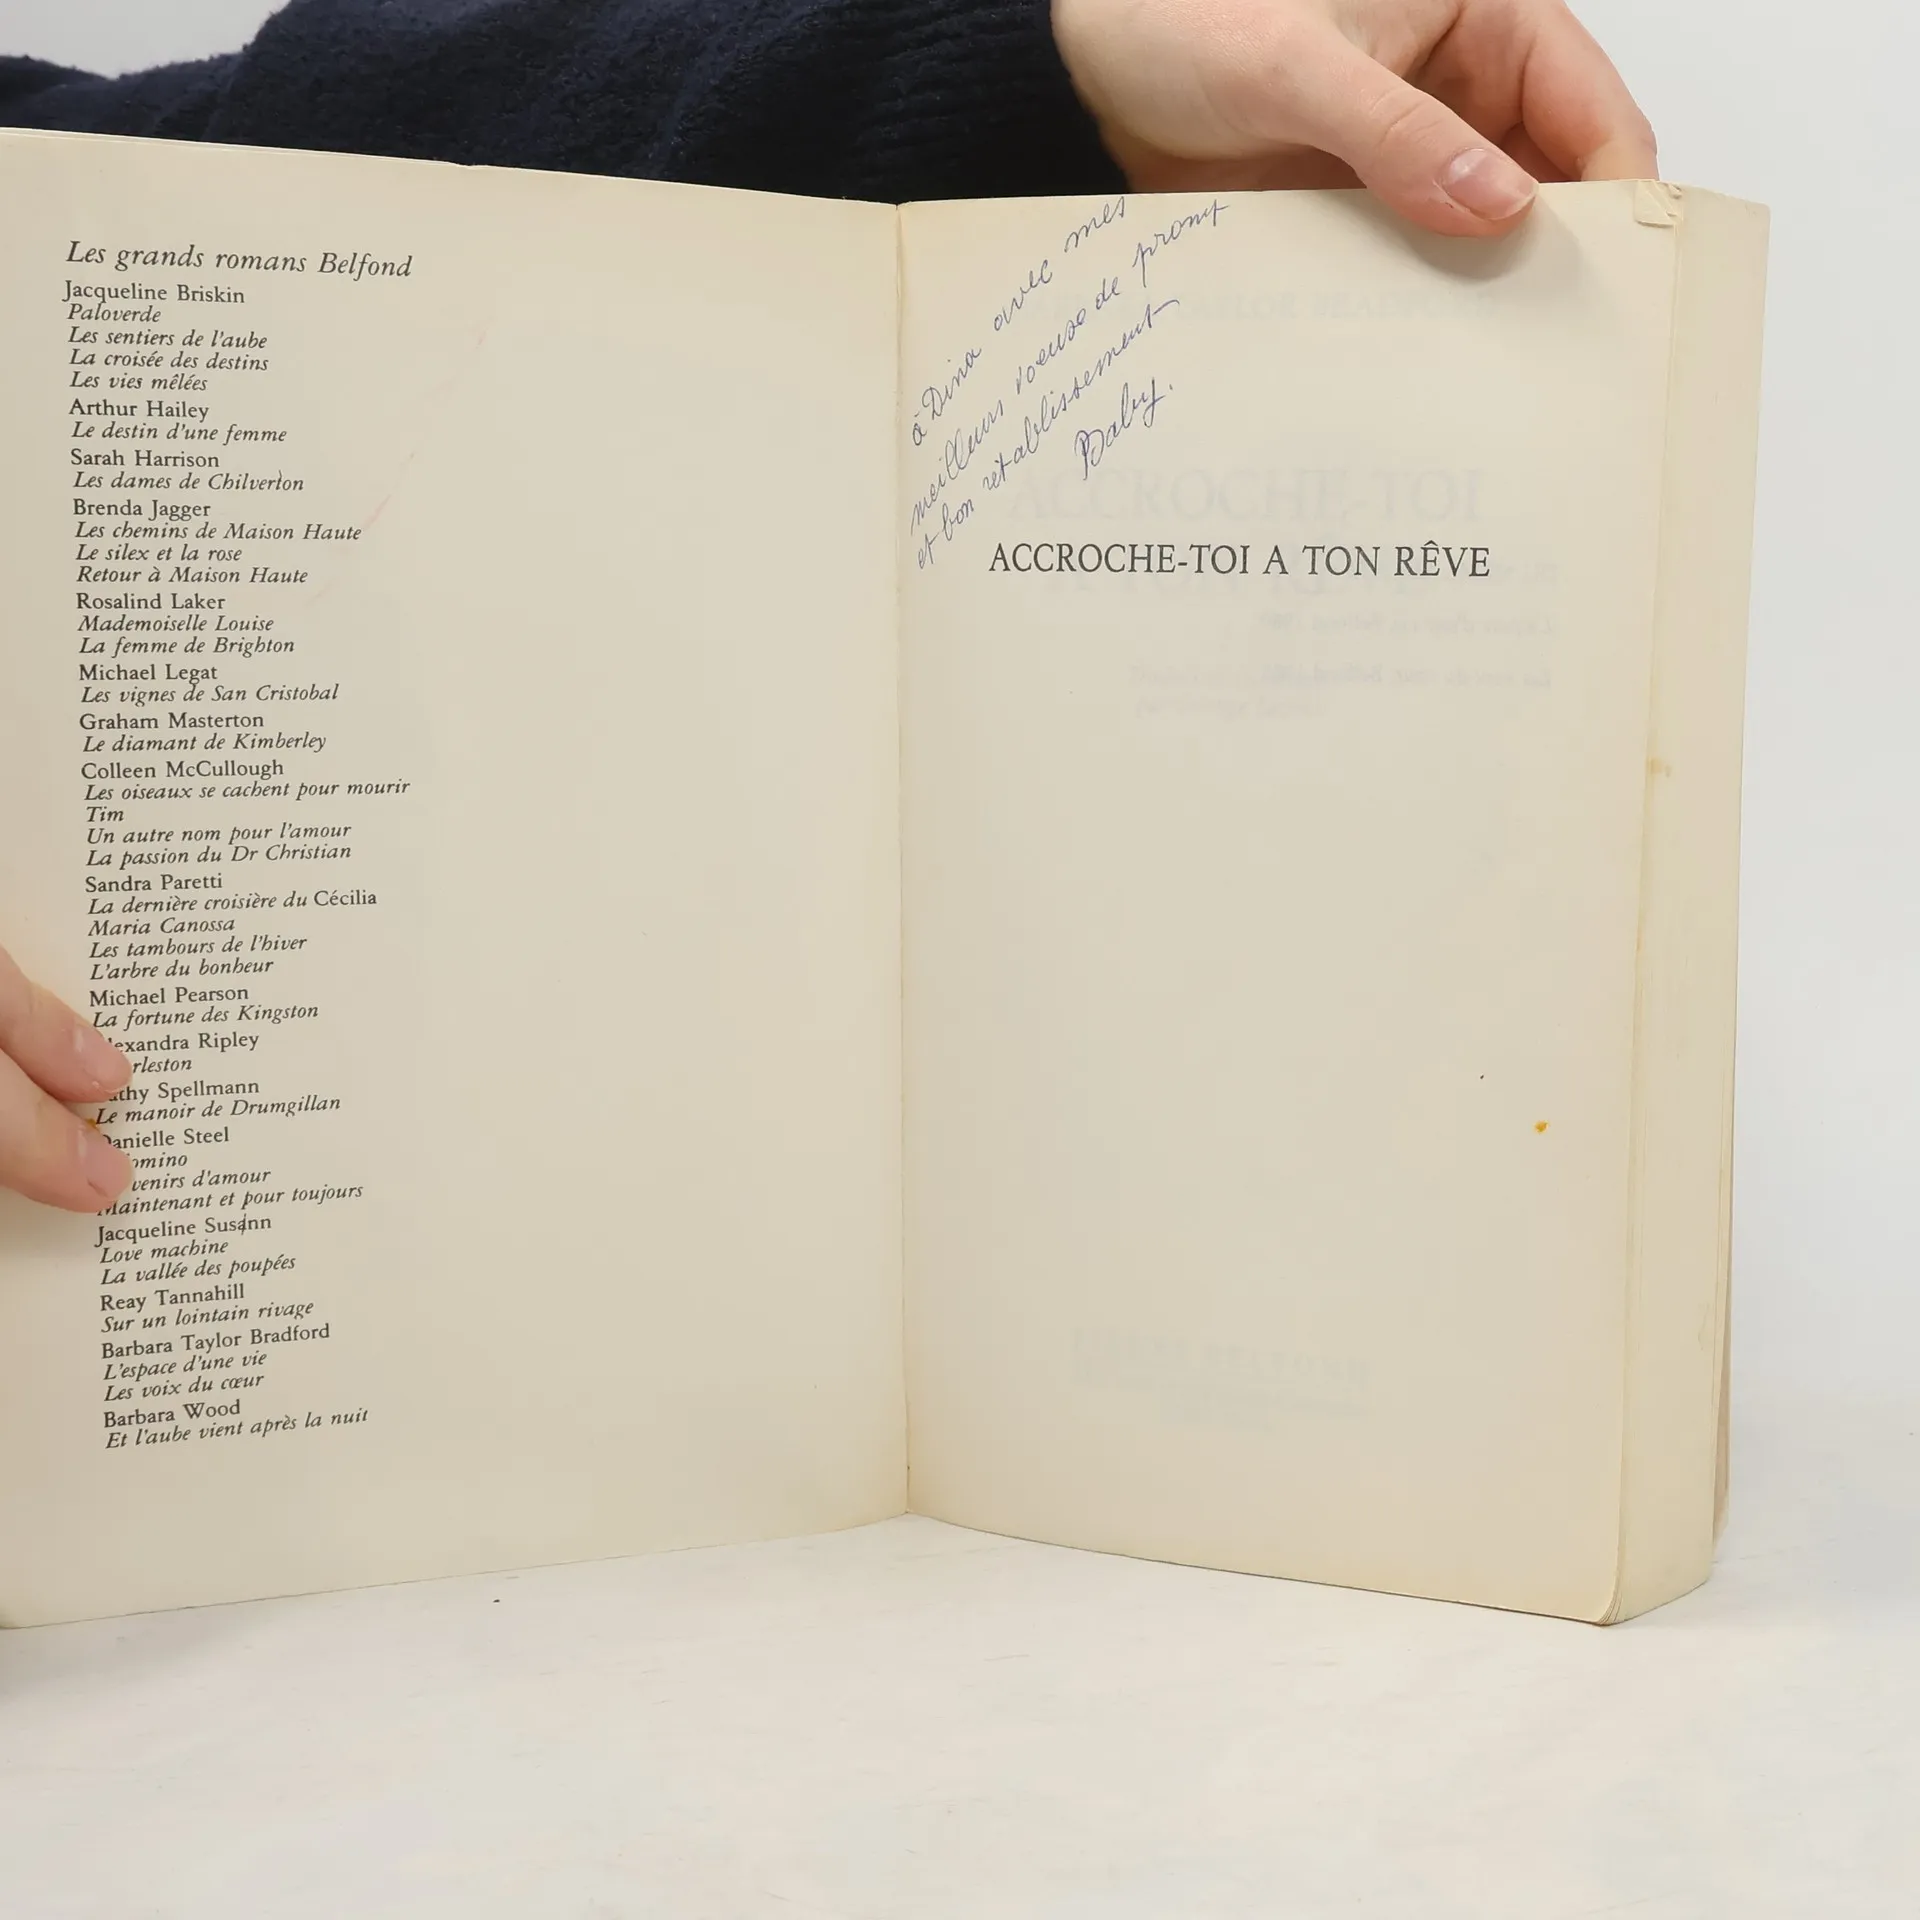 Les grands romans Belfond
Jacqueline Briskin
Paloverde
Les sentiers de l'aube
La croisée des destins
Les vies mêlées
Arthur Hailey
Le destin d'une femme
Sarah Harrison
Les dames de Chilverton
Brenda Jagger
Les chemins de Maison Haute
Le silex et la rose
Retour à Maison Haute
Rosalind Laker
Mademoiselle Louise
La femme de Brighton
Michael Legat
Les vignes de San Cristobal
Graham Masterton
Le diamant de Kimberley
Colleen McCullough
Les oiseaux se cachent pour mourir
Tim
Un autre nom pour l'amour
La passion du Dr Christian
Sandra Paretti
La dernière croisière du Cécilia
Maria Canossa
Les tambours de l'hiver
L'arbre du bonheur
Michael Pearson
La fortune des Kingston
lexandra Ripley
rleston
athy Spellmann
Le manoir de Drumgillan
Danielle Steel
omino
venirs d'amour
Maintenant et pour toujours
Jacqueline Susann
Love machine
La vallée des poupées
Reay Tannahill
Sur un lointain rivage
Barbara Taylor Bradford
L'espace d'une vie
Les voix du cœur
Barbara Wood
Et l'aube vient après la nuit
à Dina avec mes
meilleurs voeux de promt
et bon rétablissement
ACCROCHE-TOI A TON RÊVE